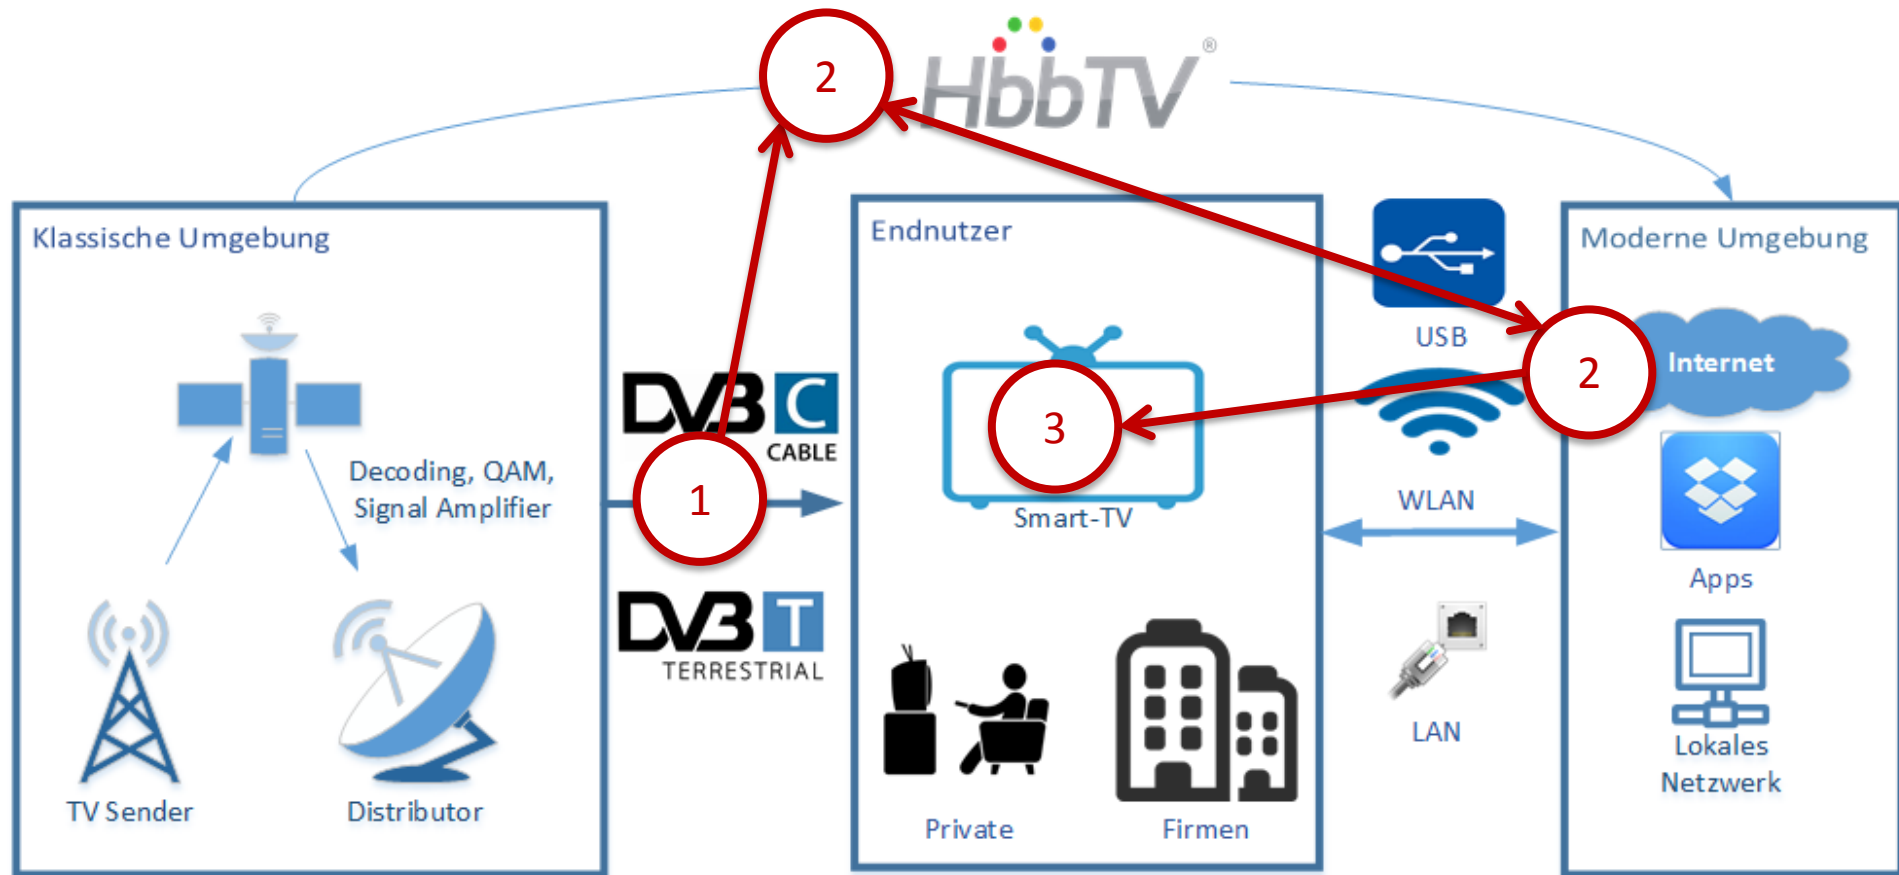 2
HbbTV®
Klassische Umgebung
Endnutzer
Moderne Umgebung
USB
Internet
2
DVB C
CABLE
3
Decoding, QAM,
Signal Amplifier
1
Smart-TV
WLAN
Apps
DVB T
TERRESTRIAL
LAN
Lokales
Netzwerk
TV Sender
Distributor
Private
Firmen